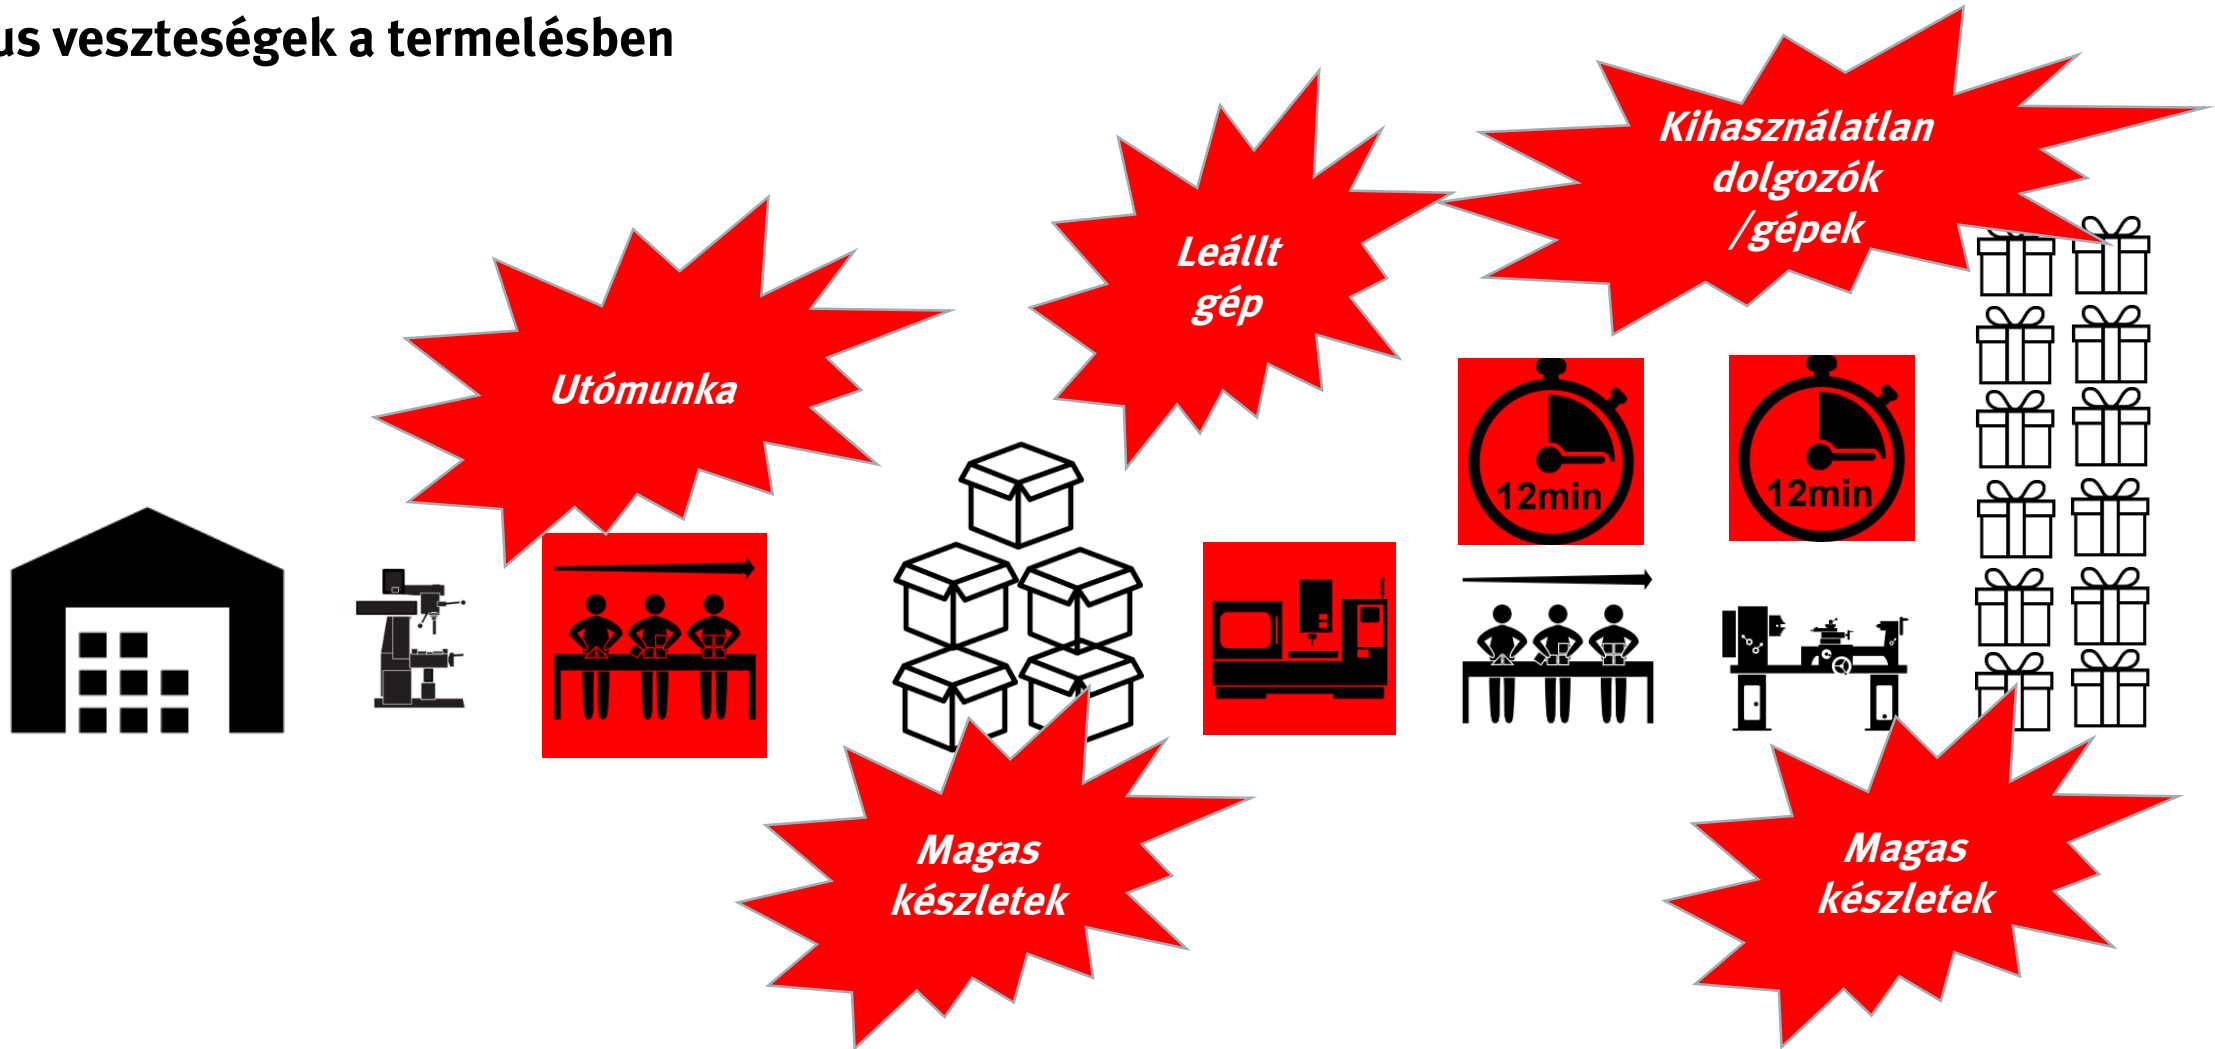 us veszteségek a termelésben
Kihasználatlan
dolgozók
/gépek
Leállt
gép
Utómunka
12min
12min
Magas
készletek
Magas
készletek